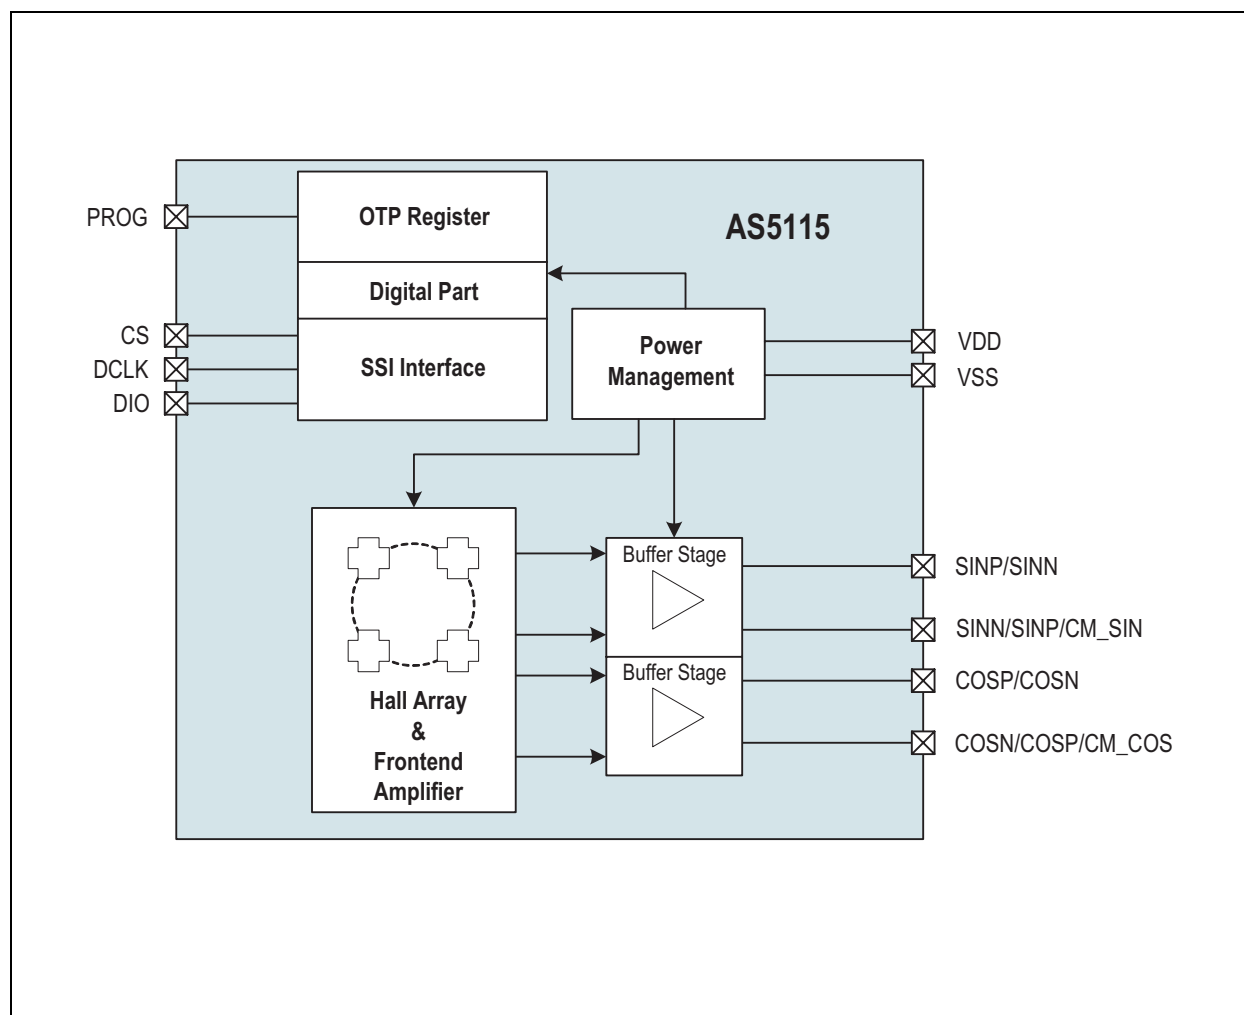 PROG
OTP Register
AS5115
Digital Part
CS
DCLK
DIO
SSI Interface
Power
Management
VDD
VSS
Hall Array
&
Frontend
Amplifier
Buffer Stage
Buffer Stage
SINP/SINN
SINN/SINP/CM_SIN
COSP/COSN
COSN/COSP/CM_COS